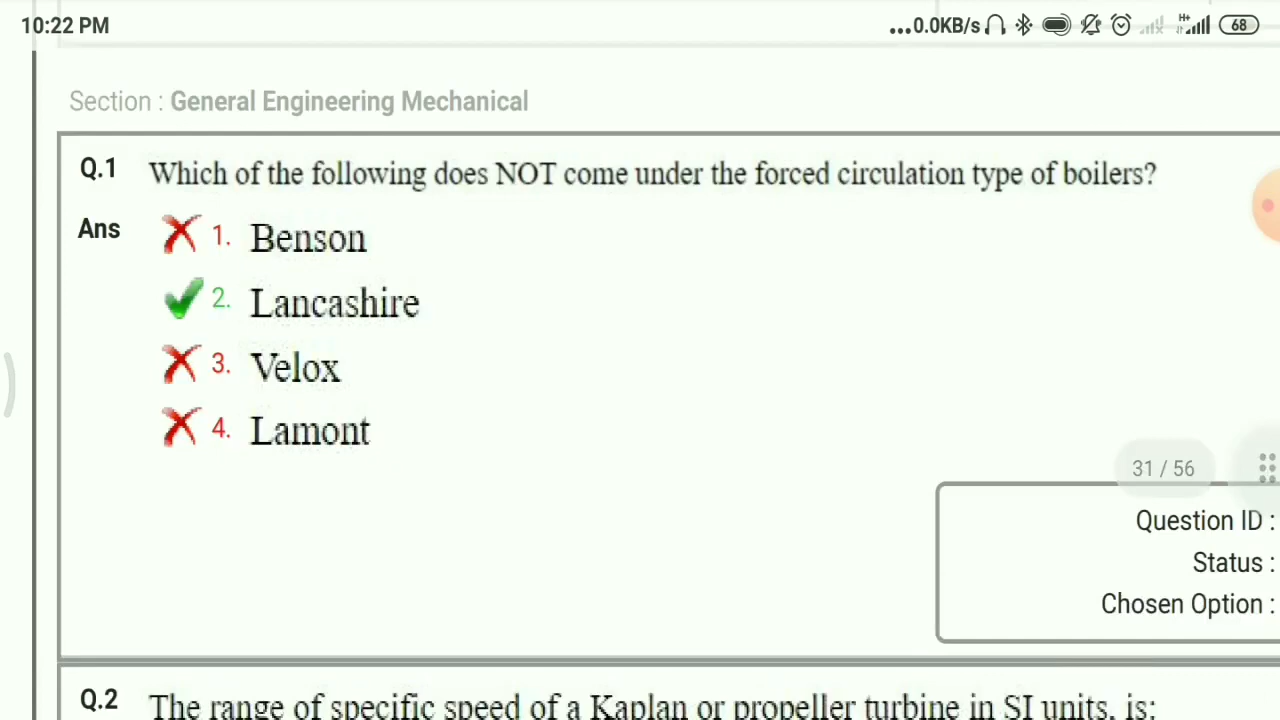 10:22 PM ...0.0KB/s H+ 68
Section : General Engineering Mechanical
Q.1 Which of the following does NOT come under the forced circulation type of boilers?
Ans 1. Benson
2. Lancashire
3. Velox
4. Lamont
31 / 56
Question ID :
Status :
Chosen Option :
Q.2 The range of specific speed of a Kaplan or propeller turbine in SI units, is: